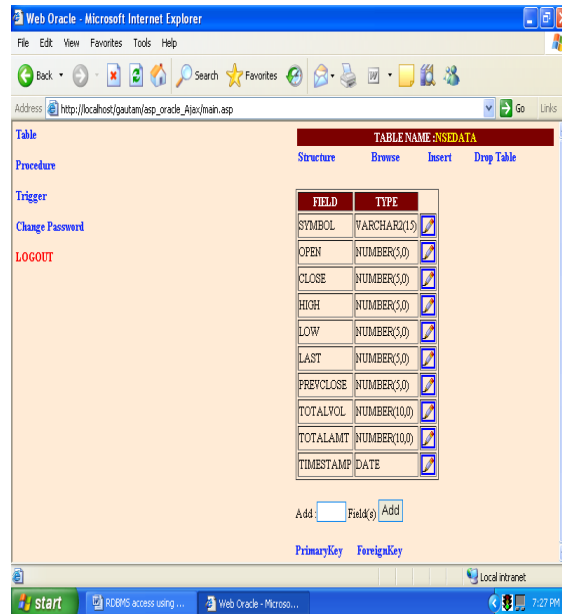 Web Oracle - Microsoft Internet Explorer
File Edit View Favorites Tools Help
Back Search Favorites
Address http://localhost/gautam/asp_oracle_Ajax/main.asp Go Links
Table
Procedure
Trigger
Change Password
LOGOUT
TABLE NAME :NSEDATA
Structure Browse Insert Drop Table
FIELD TYPE
SYMBOL VARCHAR2(15)
OPEN NUMBER(5,0)
CLOSE NUMBER(5,0)
HIGH NUMBER(5,0)
LOW NUMBER(5,0)
LAST NUMBER(5,0)
PREVCLOSE NUMBER(5,0)
TOTALVOL NUMBER(10,0)
TOTALAMT NUMBER(10,0)
TIMESTAMP DATE
Add : Field(s) Add
PrimaryKey ForeignKey
Local intranet
start RDBMS access using ... Web Oracle - Microso... 7:27 PM